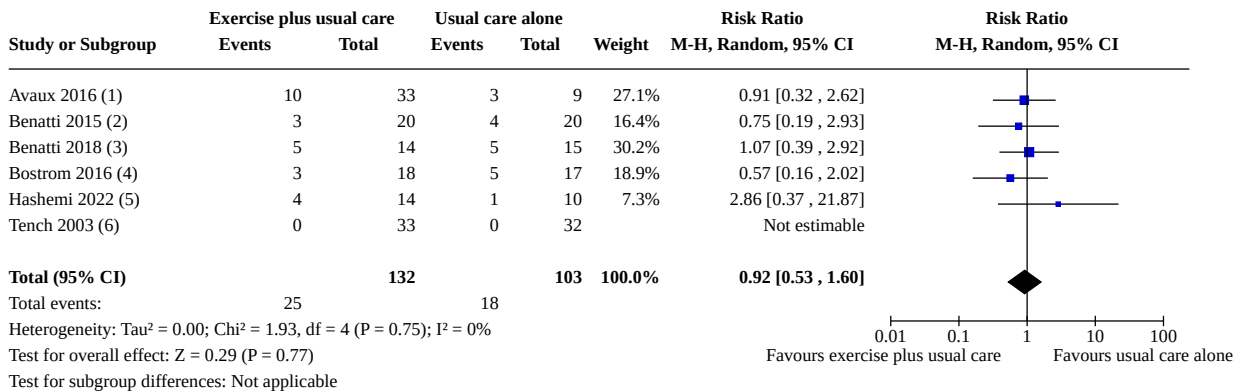 Exercise plus usual care Usual care alone Risk Ratio Risk Ratio
Study or Subgroup Events Total Events Total Weight M-H, Random, 95% CI M-H, Random, 95% CI
Avaux 2016 (1) 10 33 3 9 27.1% 0.91 [0.32 , 2.62]
Benatti 2015 (2) 3 20 4 20 16.4% 0.75 [0.19 , 2.93]
Benatti 2018 (3) 5 14 5 15 30.2% 1.07 [0.39 , 2.92]
Bostrom 2016 (4) 3 18 5 17 18.9% 0.57 [0.16 , 2.02]
Hashemi 2022 (5) 4 14 1 10 7.3% 2.86 [0.37 , 21.87]
Tench 2003 (6) 0 33 0 32 Not estimable
Total (95% CI) 132 103 100.0% 0.92 [0.53 , 1.60]
Total events: 25 18
Heterogeneity: Tau² = 0.00; Chi² = 1.93, df = 4 (P = 0.75); I² = 0%
0.01 0.1 1 10 100
Test for overall effect: Z = 0.29 (P = 0.77) Favours exercise plus usual care Favours usual care alone
Test for subgroup differences: Not applicable